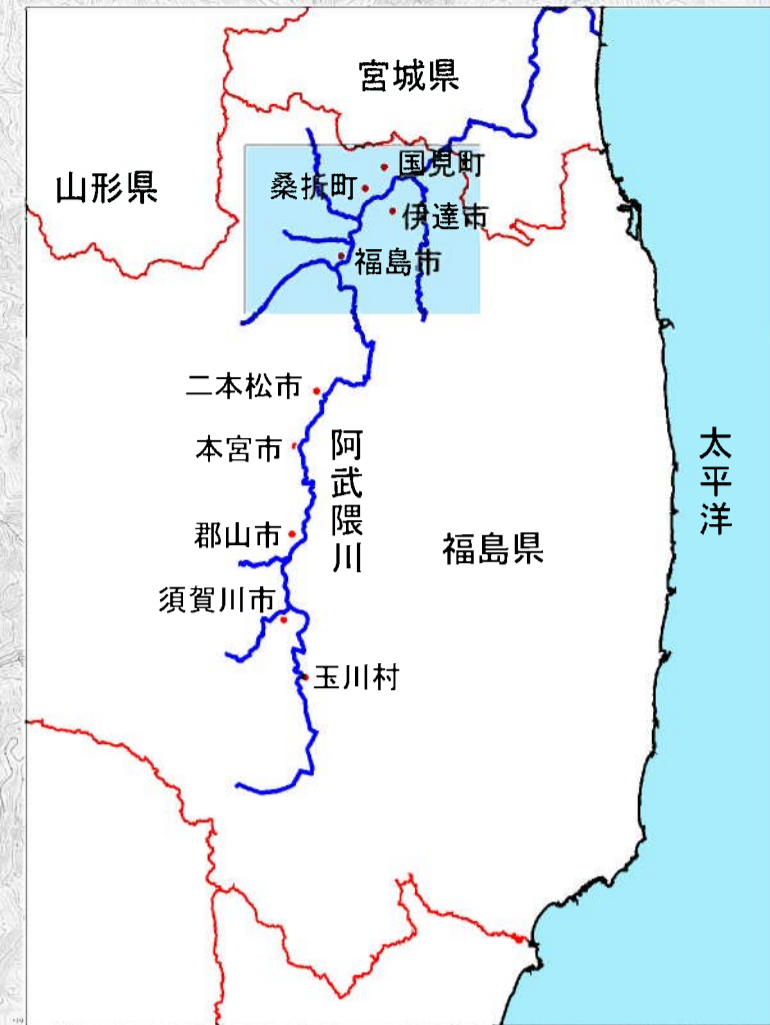 宮城県
山形県
国見町
桑折町
伊達市
福島市
二本松市
本宮市
阿武隈川
太平洋
郡山市
福島県
須賀川市
玉川村